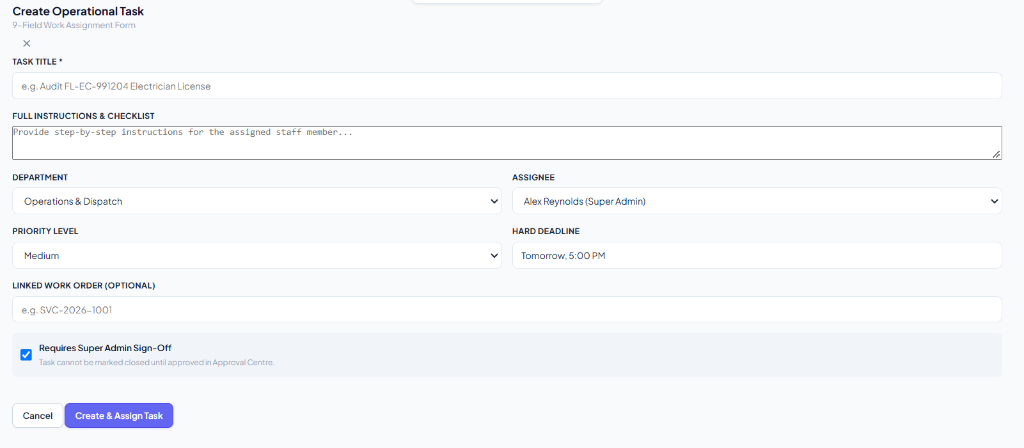 Create Operational Task
9-Field Work Assignment Form
×
TASK TITLE *
e.g. Audit FL-EC-991204 Electrician License
FULL INSTRUCTIONS & CHECKLIST
Provide step-by-step instructions for the assigned staff member...
DEPARTMENT
ASSIGNEE
Operations & Dispatch
Alex Reynolds (Super Admin)
PRIORITY LEVEL
HARD DEADLINE
Medium
Tomorrow, 5:00 PM
LINKED WORK ORDER (OPTIONAL)
e.g. SVC-2026-1001
Requires Super Admin Sign-Off
Task cannot be marked closed until approved in Approval Centre.
Cancel
Create & Assign Task